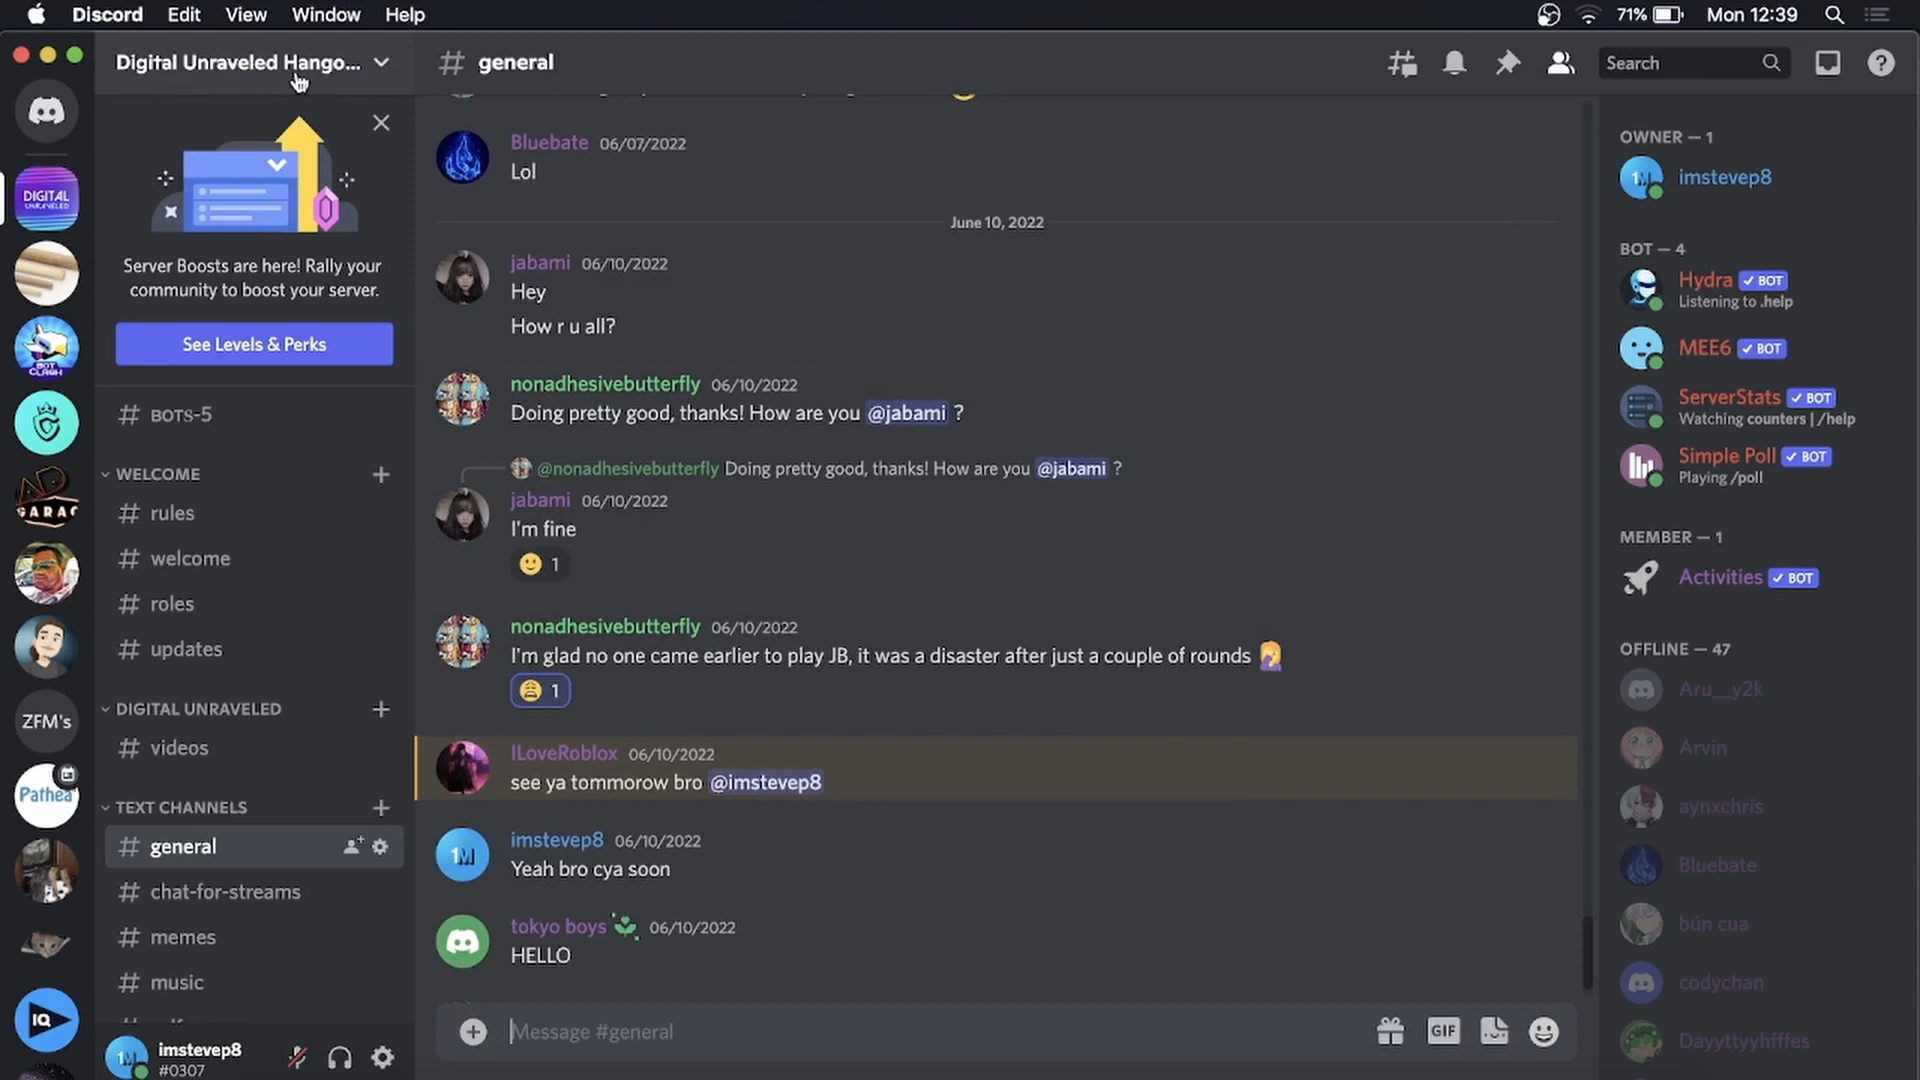 Discord Edit View Window Help
71% Mon 12:39
Digital Unraveled Hango...
general
Search
DIGITAL
UNRAVELED
BOT
CLASH
GARAG
ZFM's
Pathea
IQ
Server Boosts are here! Rally your
community to boost your server.
See Levels & Perks
BOTS-5
WELCOME
rules
welcome
roles
updates
DIGITAL UNRAVELED
videos
TEXT CHANNELS
general
chat-for-streams
memes
music
1M imstevep8
#0307
Bluebate 06/07/2022
Lol
June 10, 2022
jabami 06/10/2022
Hey
How r u all?
nonadhesivebutterfly 06/10/2022
Doing pretty good, thanks! How are you @jabami ?
@nonadhesivebutterfly Doing pretty good, thanks! How are you @jabami ?
jabami 06/10/2022
I'm fine
1
nonadhesivebutterfly 06/10/2022
I'm glad no one came earlier to play JB, it was a disaster after just a couple of rounds
1
ILoveRoblox 06/10/2022
see ya tommorow bro @imstevep8
1M imstevep8 06/10/2022
Yeah bro cya soon
tokyo boys 06/10/2022
HELLO
Message #general
GIF
OWNER — 1
1M imstevep8
BOT — 4
Hydra BOT
Listening to .help
MEE6 BOT
ServerStats BOT
Watching counters | /help
Simple Poll BOT
Playing /poll
MEMBER — 1
Activities BOT
OFFLINE — 47
Aru__y2k
Arvin
aynxchris
Bluebate
bún cua
codychan
Dayyttyyhfffes